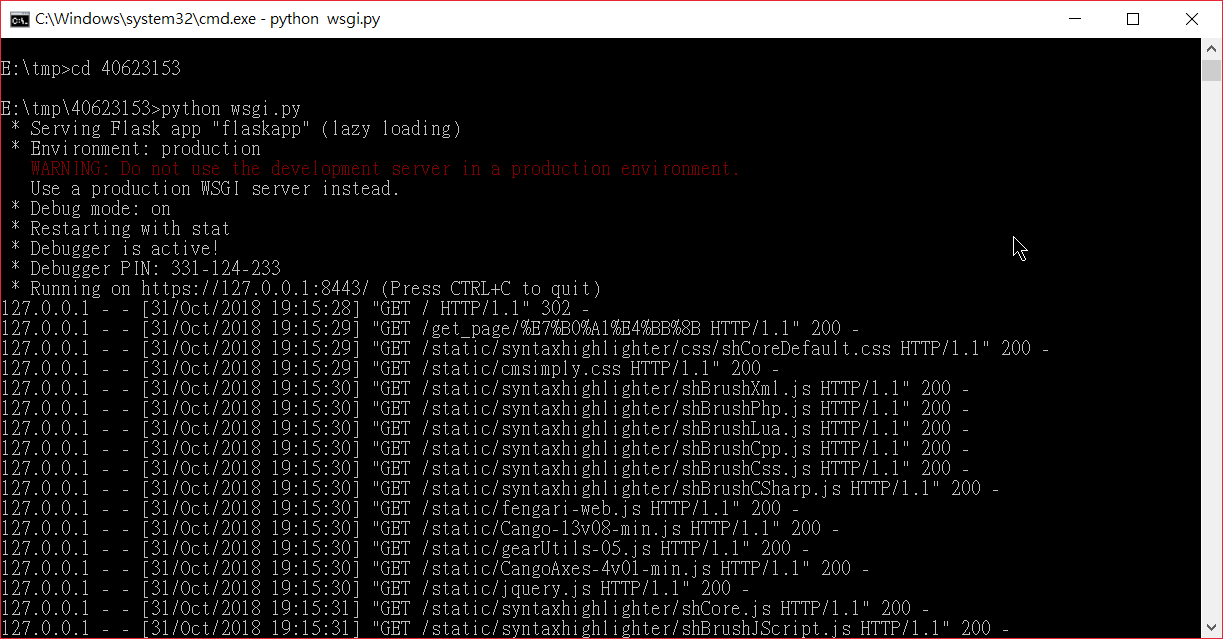 C:\Windows\system32\cmd.exe - python  wsgi.py
E:\tmp>cd 40623153
E:\tmp\40623153>python wsgi.py
 * Serving Flask app "flaskapp" (lazy loading)
 * Environment: production
   WARNING: Do not use the development server in a production environment.
   Use a production WSGI server instead.
 * Debug mode: on
 * Restarting with stat
 * Debugger is active!
 * Debugger PIN: 331-124-233
 * Running on https://127.0.0.1:8443/ (Press CTRL+C to quit)
127.0.0.1 - - [31/Oct/2018 19:15:28] "GET / HTTP/1.1" 302 -
127.0.0.1 - - [31/Oct/2018 19:15:29] "GET /get_page/%E7%B0%A1%E4%BB%8B HTTP/1.1" 200 -
127.0.0.1 - - [31/Oct/2018 19:15:29] "GET /static/syntaxhighlighter/css/shCoreDefault.css HTTP/1.1" 200 -
127.0.0.1 - - [31/Oct/2018 19:15:29] "GET /static/cmsimply.css HTTP/1.1" 200 -
127.0.0.1 - - [31/Oct/2018 19:15:30] "GET /static/syntaxhighlighter/shBrushXml.js HTTP/1.1" 200 -
127.0.0.1 - - [31/Oct/2018 19:15:30] "GET /static/syntaxhighlighter/shBrushPhp.js HTTP/1.1" 200 -
127.0.0.1 - - [31/Oct/2018 19:15:30] "GET /static/syntaxhighlighter/shBrushLua.js HTTP/1.1" 200 -
127.0.0.1 - - [31/Oct/2018 19:15:30] "GET /static/syntaxhighlighter/shBrushCpp.js HTTP/1.1" 200 -
127.0.0.1 - - [31/Oct/2018 19:15:30] "GET /static/syntaxhighlighter/shBrushCss.js HTTP/1.1" 200 -
127.0.0.1 - - [31/Oct/2018 19:15:30] "GET /static/syntaxhighlighter/shBrushCSharp.js HTTP/1.1" 200 -
127.0.0.1 - - [31/Oct/2018 19:15:30] "GET /static/fengari-web.js HTTP/1.1" 200 -
127.0.0.1 - - [31/Oct/2018 19:15:30] "GET /static/Cango-13v08-min.js HTTP/1.1" 200 -
127.0.0.1 - - [31/Oct/2018 19:15:30] "GET /static/gearUtils-05.js HTTP/1.1" 200 -
127.0.0.1 - - [31/Oct/2018 19:15:30] "GET /static/CangoAxes-4v01-min.js HTTP/1.1" 200 -
127.0.0.1 - - [31/Oct/2018 19:15:30] "GET /static/jquery.js HTTP/1.1" 200 -
127.0.0.1 - - [31/Oct/2018 19:15:31] "GET /static/syntaxhighlighter/shCore.js HTTP/1.1" 200 -
127.0.0.1 - - [31/Oct/2018 19:15:31] "GET /static/syntaxhighlighter/shBrushJScript.js HTTP/1.1" 200 -